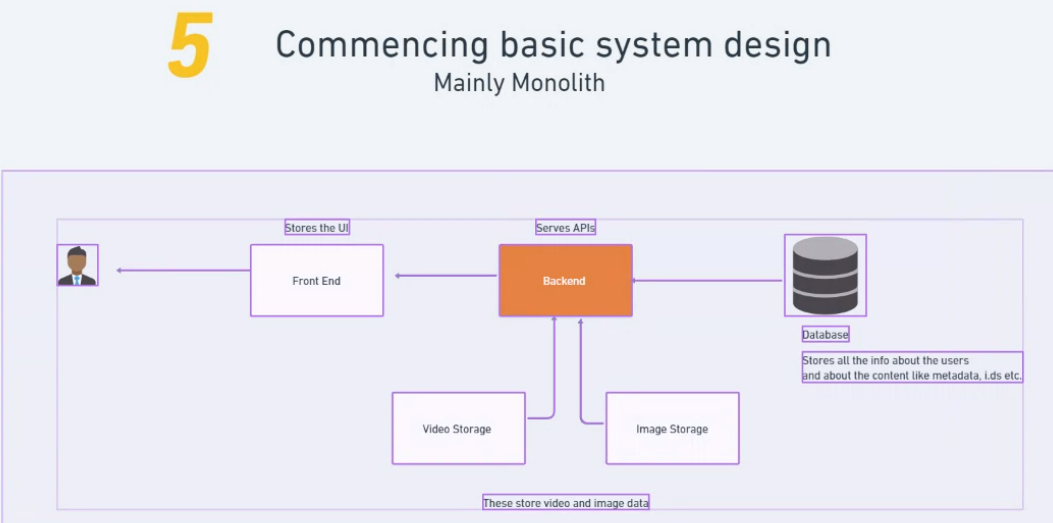 5
Commencing basic system design
Mainly Monolith
Stores the UI
Serves APIs
Front End
Backend
Database
Stores all the info about the users
and about the content like metadata, i.ds etc.
Video Storage
Image Storage
These store video and image data